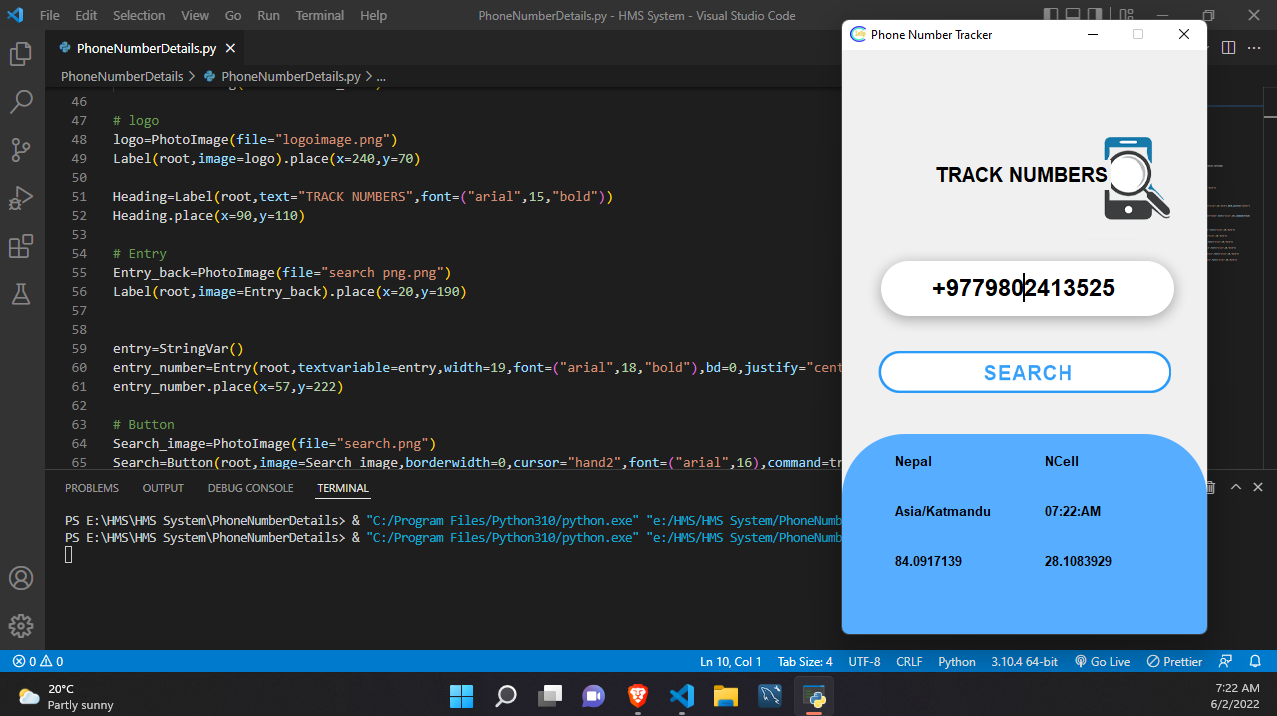 File Edit Selection View Go Run Terminal Help PhoneNumberDetails.py - HMS System - Visual Studio Code
PhoneNumberDetails.py
PhoneNumberDetails > PhoneNumberDetails.py > ...
46
47 # logo
48 logo=PhotoImage(file="logoimage.png")
49 Label(root,image=logo).place(x=240,y=70)
50
51 Heading=Label(root,text="TRACK NUMBERS",font=("arial",15,"bold"))
52 Heading.place(x=90,y=110)
53
54 # Entry
55 Entry_back=PhotoImage(file="search png.png")
56 Label(root,image=Entry_back).place(x=20,y=190)
57
58
59 entry=StringVar()
60 entry_number=Entry(root,textvariable=entry,width=19,font=("arial",18,"bold"),bd=0,justify="cent
61 entry_number.place(x=57,y=222)
62
63 # Button
64 Search_image=PhotoImage(file="search.png")
65 Search=Button(root,image=Search_image,borderwidth=0,cursor="hand2",font=("arial",16),command=tr
PROBLEMS OUTPUT DEBUG CONSOLE TERMINAL
PS E:\HMS\HMS System\PhoneNumberDetails> & "C:/Program Files/Python310/python.exe" "e:/HMS/HMS System/PhoneNumb
PS E:\HMS\HMS System\PhoneNumberDetails> & "C:/Program Files/Python310/python.exe" "e:/HMS/HMS System/PhoneNumb
Phone Number Tracker
TRACK NUMBERS
+9779802413525
SEARCH
Nepal NCell
Asia/Katmandu 07:22:AM
84.0917139 28.1083929
0 0 Ln 10, Col 1 Tab Size: 4 UTF-8 CRLF Python 3.10.4 64-bit Go Live Prettier
20°C
Partly sunny
7:22 AM
6/2/2022